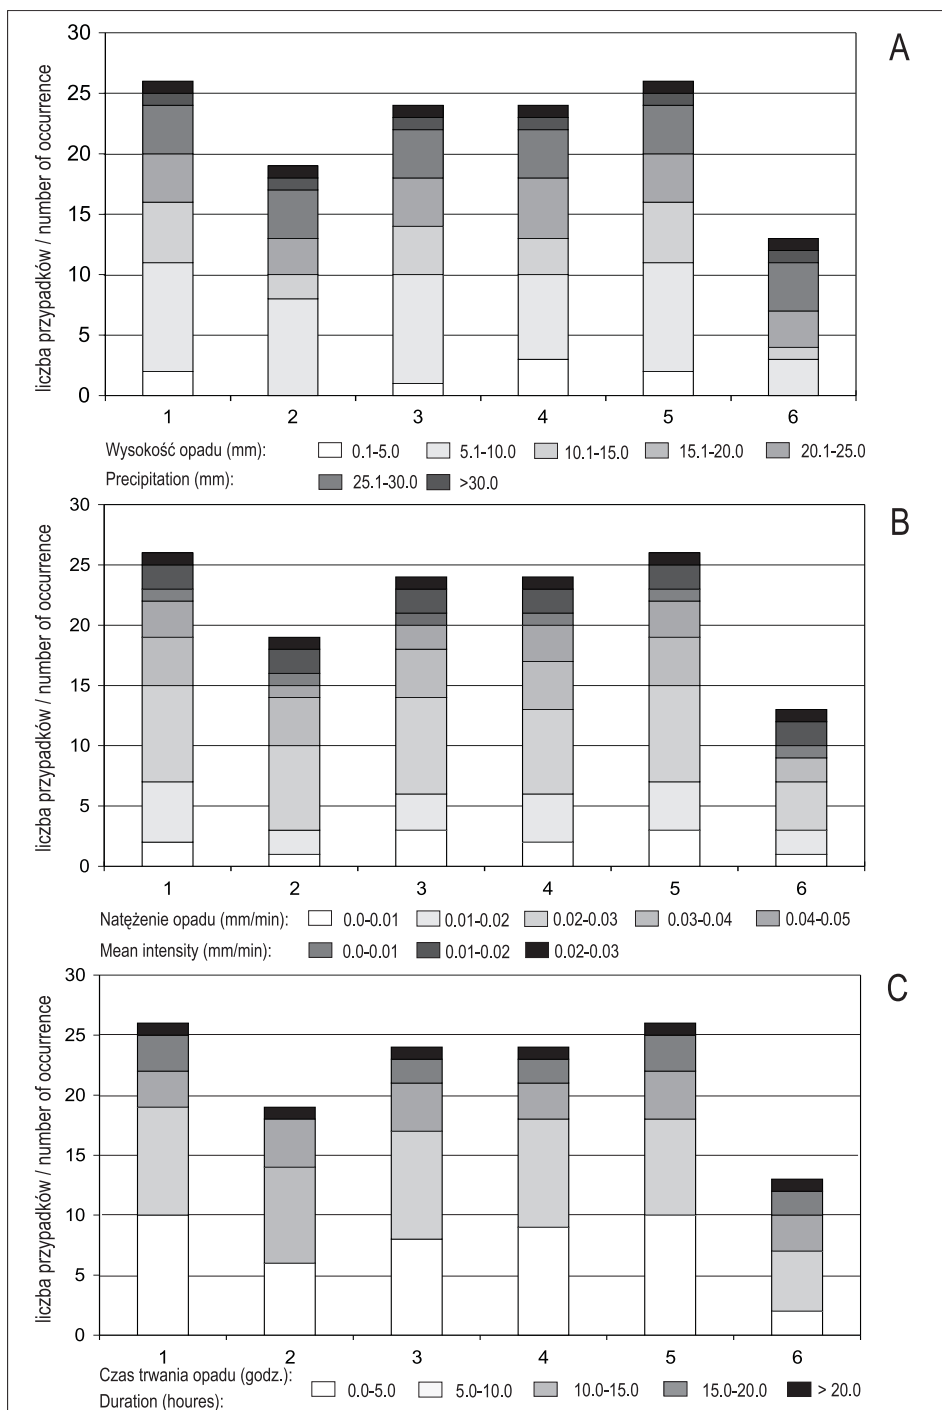 A
liczba przypadków / number of occurrence
30
25
20
15
10
5
0
1 2 3 4 5 6
Wysokość opadu (mm): 0.1-5.0 5.1-10.0 10.1-15.0 15.1-20.0 20.1-25.0
Precipitation (mm): 25.1-30.0 >30.0
B
liczba przypadków / number of occurrence
30
25
20
15
10
5
0
1 2 3 4 5 6
Natężenie opadu (mm/min): 0.0-0.01 0.01-0.02 0.02-0.03 0.03-0.04 0.04-0.05
Mean intensity (mm/min): 0.0-0.01 0.01-0.02 0.02-0.03
C
liczba przypadków / number of occurrence
30
25
20
15
10
5
0
1 2 3 4 5 6
Czas trwania opadu (godz.):
Duration (houres): 0.0-5.0 5.0-10.0 10.0-15.0 15.0-20.0 > 20.0